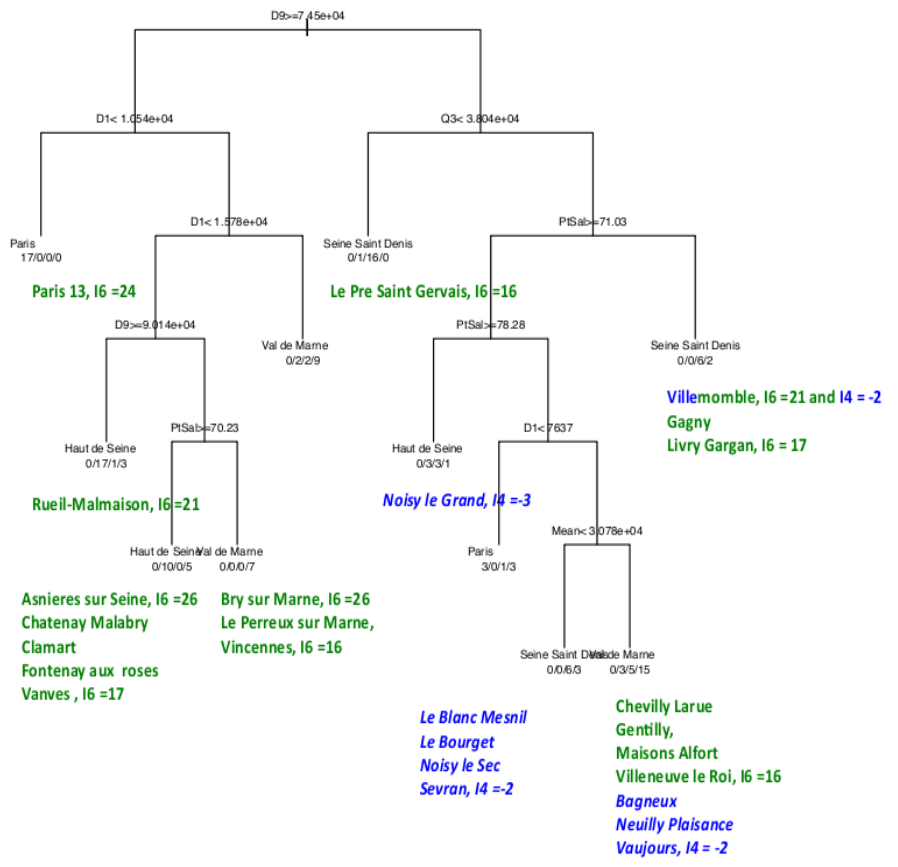 D9>=7.45e+04
D1< 1.054e+04
Q3< 3.804e+04
D1< 1.578e+04
PtSal>=71.03
Paris
17/0/0/0
Seine Saint Denis
0/1/16/0
Paris 13, I6 =24
Le Pre Saint Gervais, I6 =16
D9>=9.014e+04
PtSal>=78.28
Val de Marne
0/2/2/9
Seine Saint Denis
0/0/6/2
Villemomble, I6 =21 and I4 = -2
Gagny
Livry Gargan, I6 = 17
PtSal>=70.23
D1< 7637
Haut de Seine
0/17/1/3
Haut de Seine
0/3/3/1
Rueil-Malmaison, I6 =21
Noisy le Grand, I4 =-3
Mean< 3.078e+04
Haut de Seine
0/10/0/5
Val de Marne
0/0/0/7
Paris
3/0/1/3
Asnieres sur Seine, I6 =26
Chatenay Malabry
Clamart
Fontenay aux roses
Vanves , I6 =17
Bry sur Marne, I6 =26
Le Perreux sur Marne,
Vincennes, I6 =16
Seine Saint Denis
0/0/6/3
Val de Marne
0/3/5/15
Le Blanc Mesnil
Le Bourget
Noisy le Sec
Sevran, I4 =-2
Chevilly Larue
Gentilly,
Maisons Alfort
Villeneuve le Roi, I6 =16
Bagneux
Neuilly Plaisance
Vaujours, I4 = -2